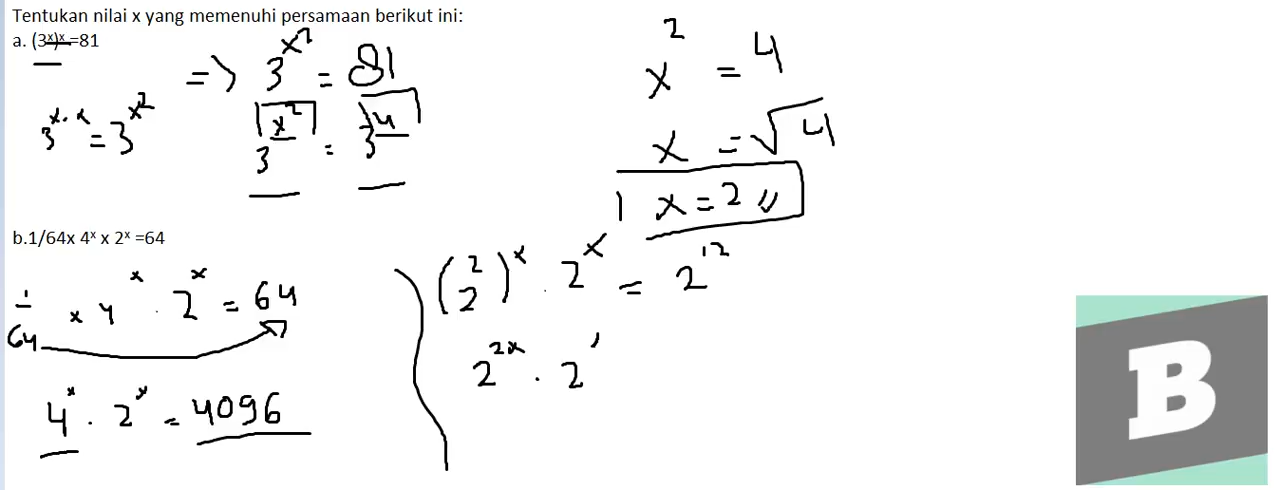 Tentukan nilai x yang memenuhi persamaan berikut ini:
a. (3ˣ)ˣ=81
3ˣ·ˣ = 3ˣ²
=> 3ˣ² = 81
3ˣ² = 3⁴
x² = 4
x = √4
x = 2
b.1/64x 4ˣ x 2ˣ =64
1/64 x 4ˣ · 2ˣ = 64
4ˣ · 2ˣ = 4096
(2²)ˣ · 2ˣ = 2¹²
2²ˣ · 2
B